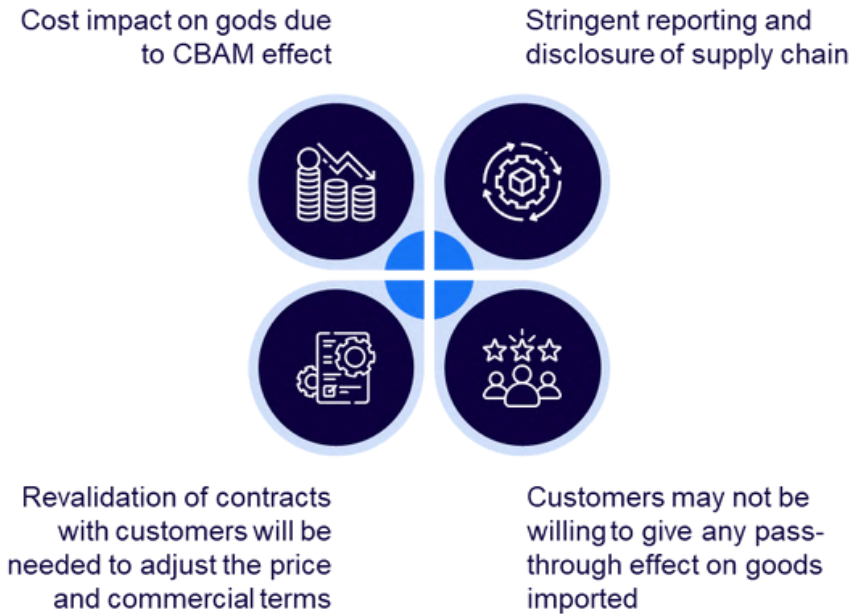 Cost impact on gods due
to CBAM effect
Stringent reporting and
disclosure of supply chain
Revalidation of contracts
with customers will be
needed to adjust the price
and commercial terms
Customers may not be
willing to give any pass-
through effect on goods
imported